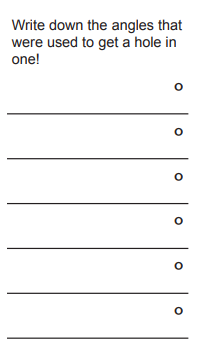 Write down the angles that
were used to get a hole in
one!
o
o
o
o
o
o